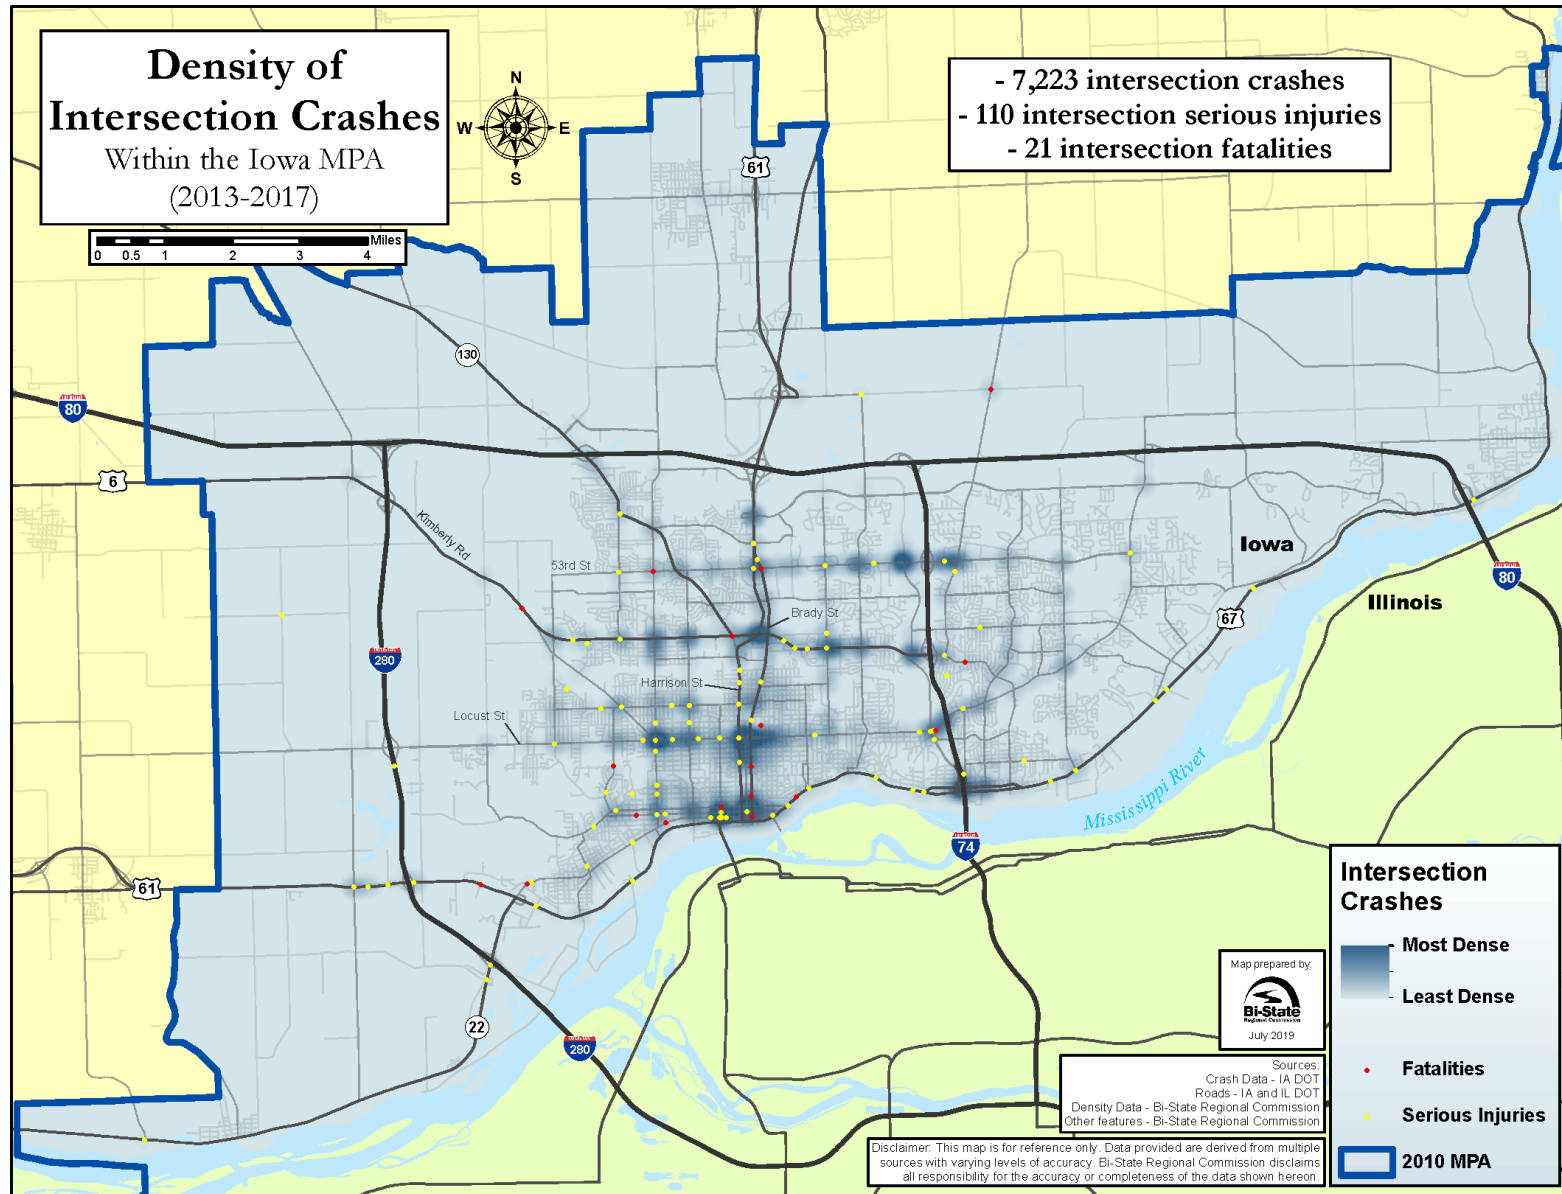 Density of
Intersection Crashes
Within the Iowa MPA
(2013-2017)
N
W E
S
- 7,223 intersection crashes
- 110 intersection serious injuries
- 21 intersection fatalities
Miles
0 0.5 1 2 3 4
61
130
80
6
Kimberly Rd
53rd St
Iowa
80
Illinois
Brady St
67
280
Harrison St
Locust St
Mississippi River
74
61
22
280
Intersection
Crashes
Most Dense
Least Dense
Fatalities
Serious Injuries
2010 MPA
Map prepared by:
Bi-State
Regional Commission
July 2019
Sources:
Crash Data - IA DOT
Roads - IA and IL DOT
Density Data - Bi-State Regional Commission
Other features - Bi-State Regional Commission
Disclaimer: This map is for reference only. Data provided are derived from multiple
sources with varying levels of accuracy. Bi-State Regional Commission disclaims
all responsibility for the accuracy or completeness of the data shown hereon.